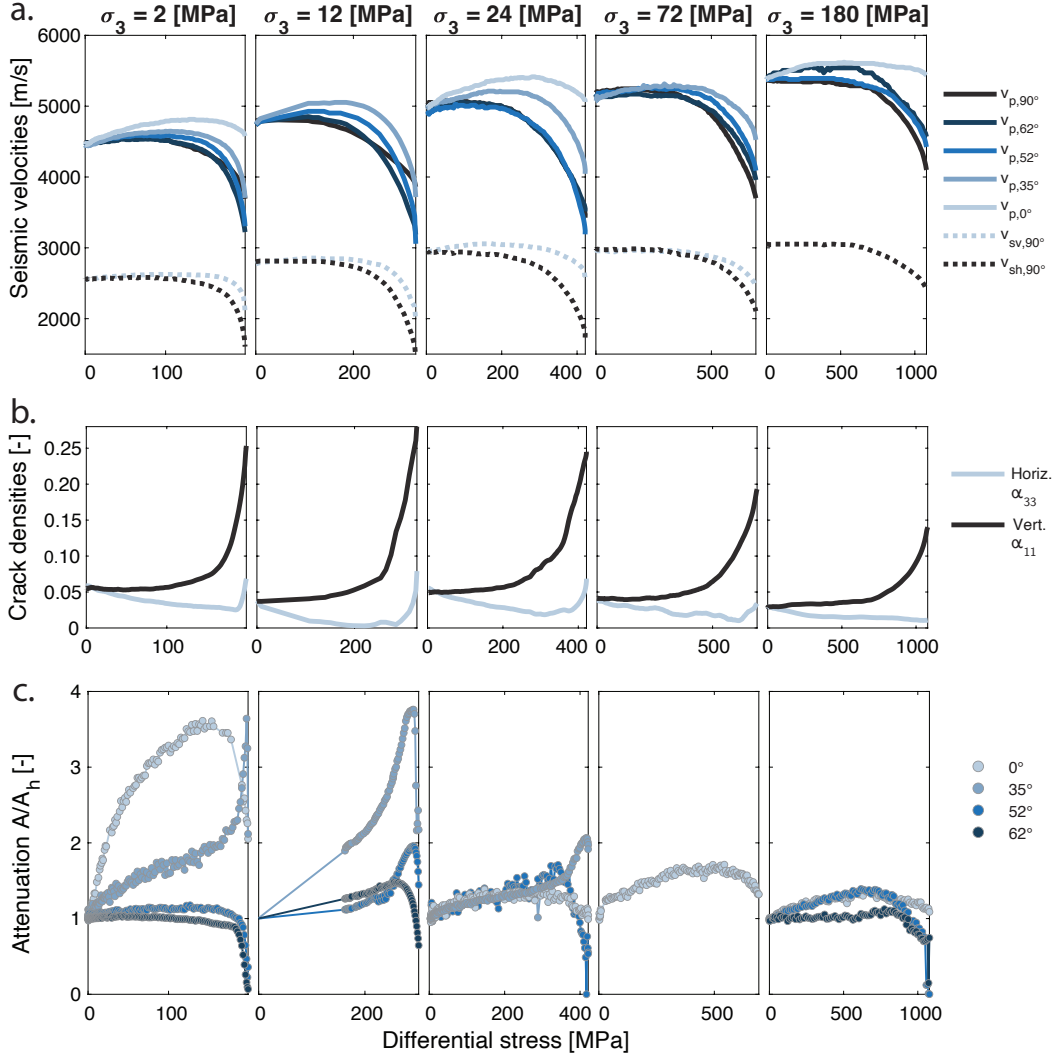 a.
σ3 = 2 [MPa] σ3 = 12 [MPa] σ3 = 24 [MPa] σ3 = 72 [MPa] σ3 = 180 [MPa]
6000
5000
4000
3000
2000
Seismic velocities [m/s]
0 100 0 200 0 200 400 0 500 0 500 1000
vp,90°
vp,62°
vp,52°
vp,35°
vp,0°
vsv,90°
vsh,90°
b.
0.25
0.20
0.15
0.10
0.05
0
Crack densities [-]
0 100 0 200 0 200 400 0 500 0 500 1000
Horiz.
α33
Vert.
α11
c.
4
3
2
1
0
Attenuation A/Ah [-]
0 100 0 200 0 200 400 0 500 0 500 1000
Differential stress [MPa]
0°
35°
52°
62°